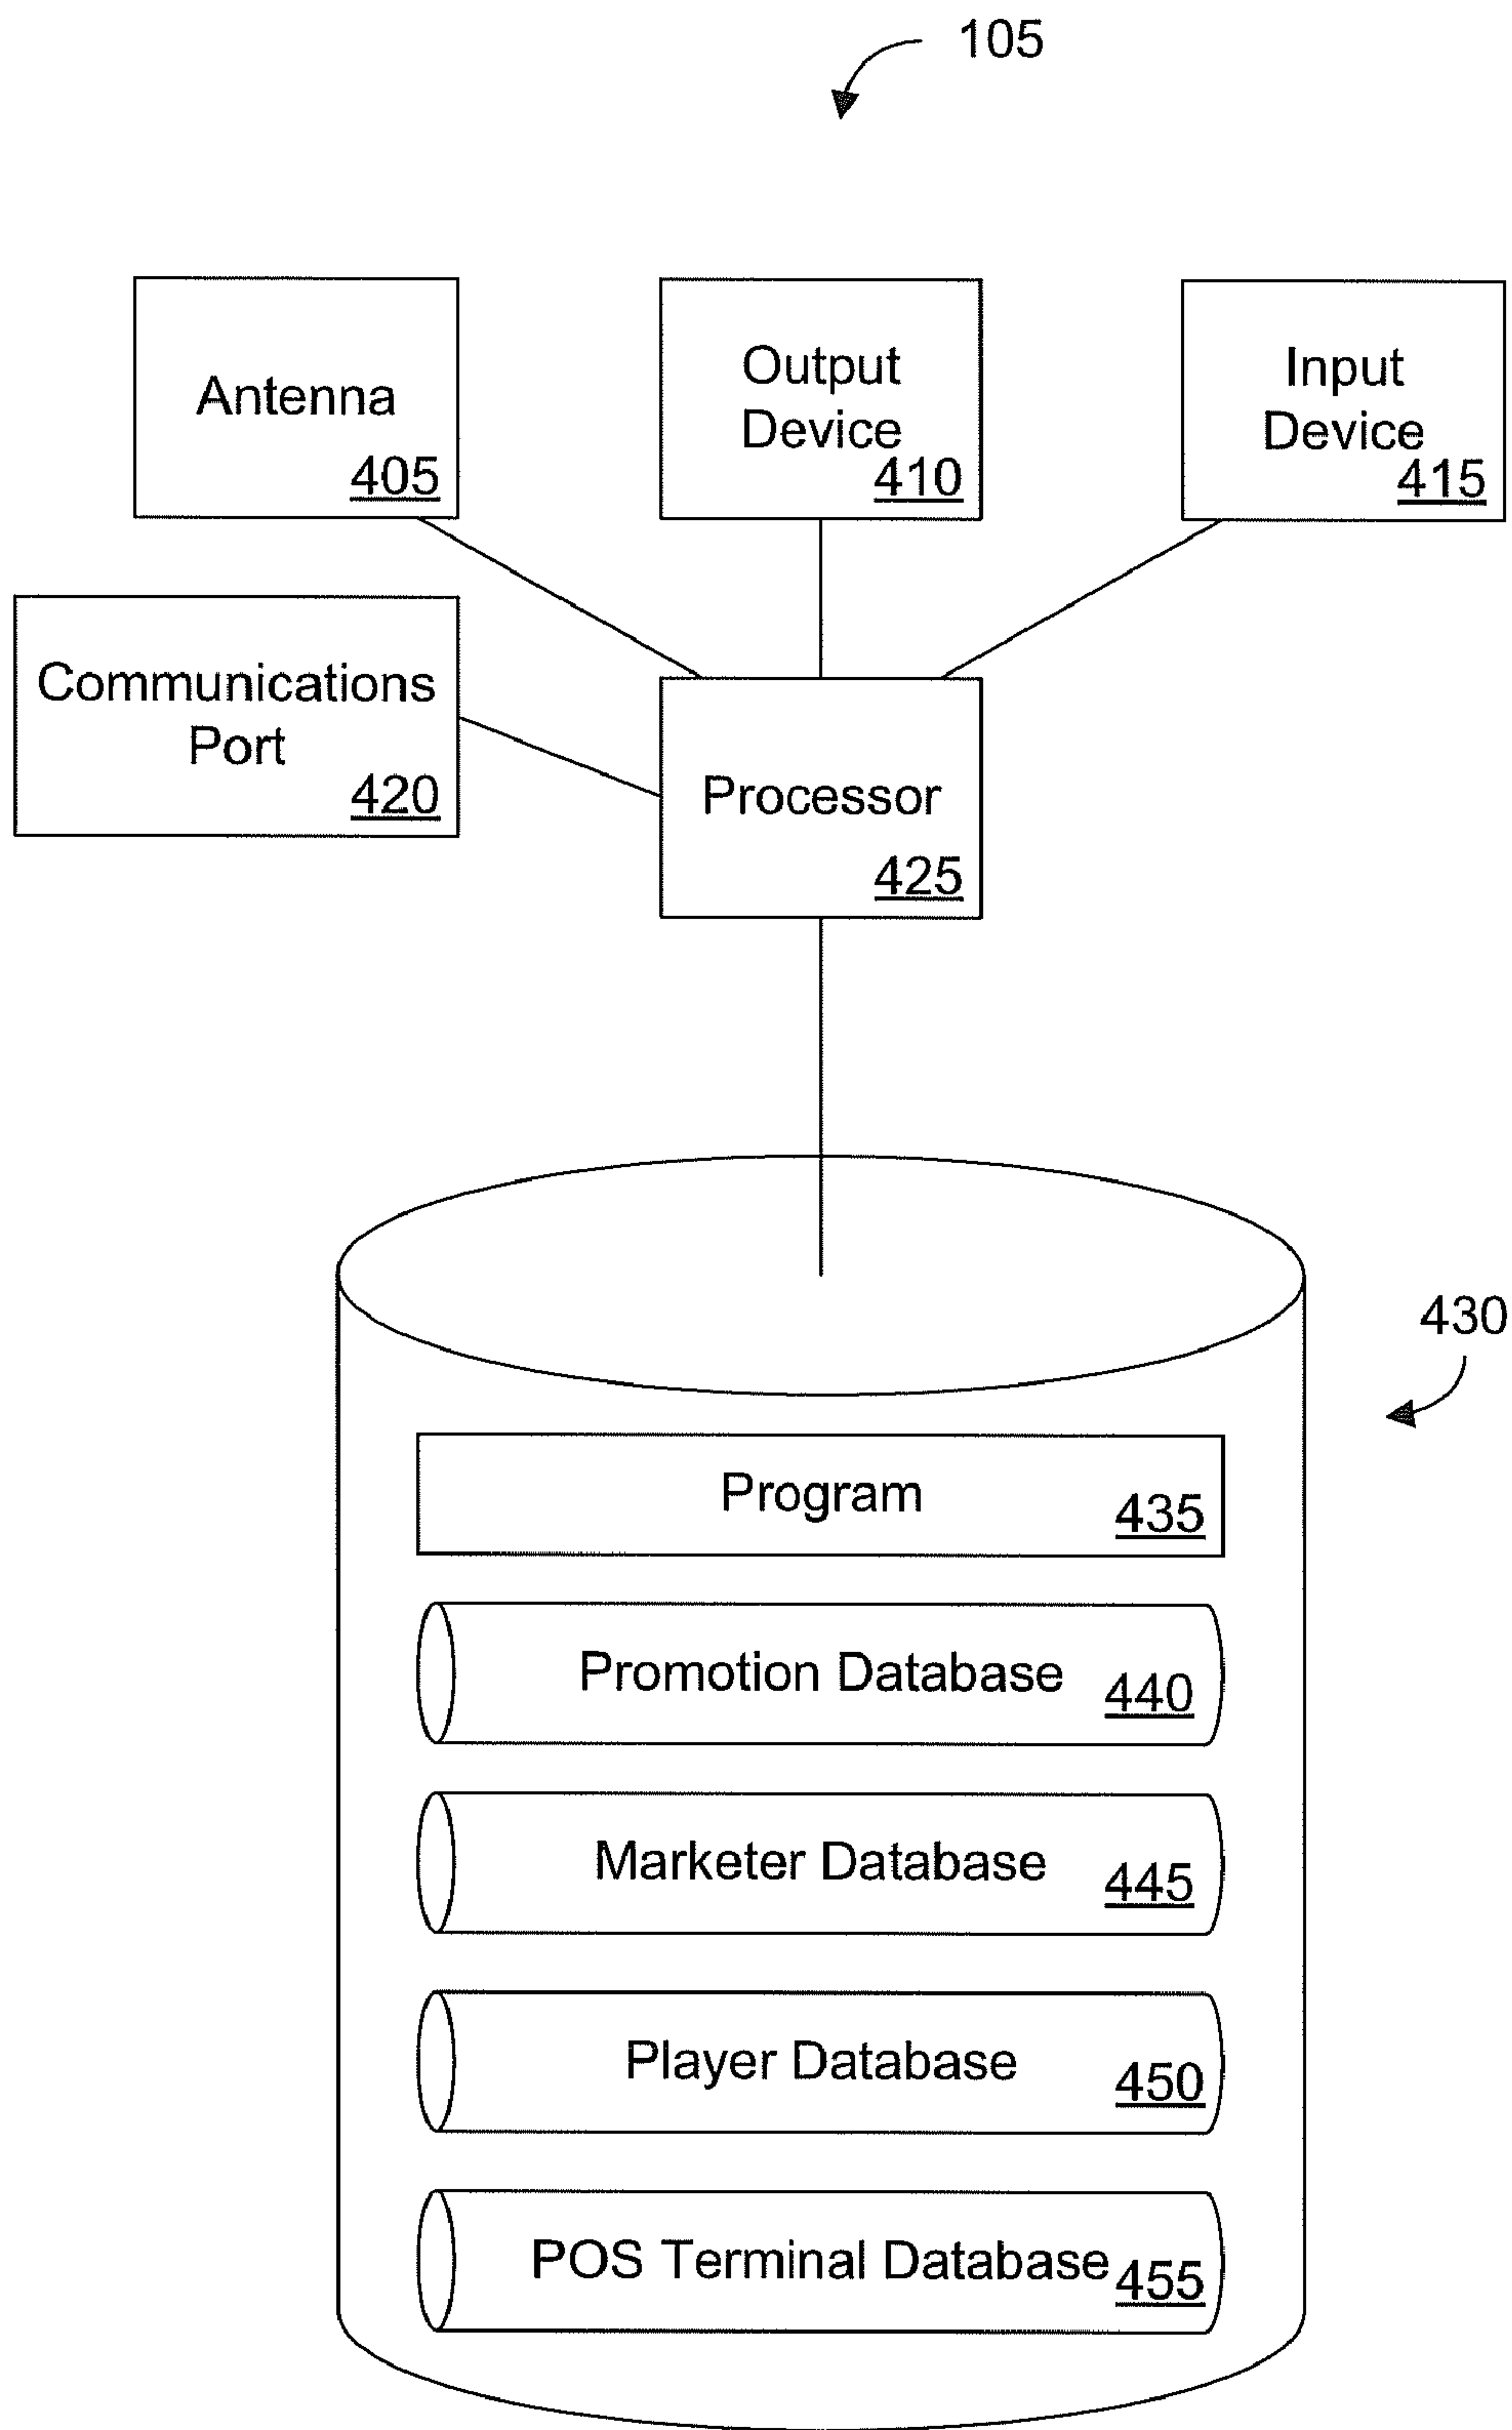 105
Antenna
405
Output
Device
410
Input
Device
415
Communications
Port
420
Processor
425
430
Program
435
Promotion Database
440
Marketer Database
445
Player Database
450
POS Terminal Database
455